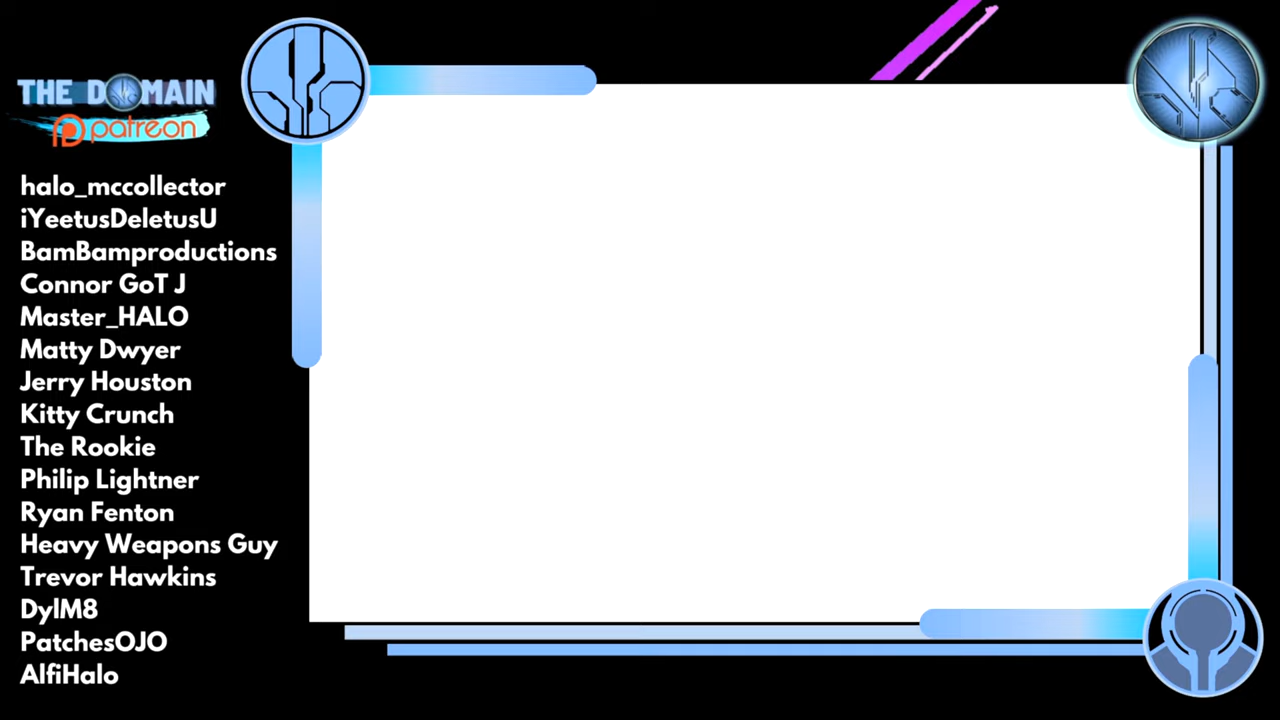 THE DOMAIN
patreon
halo_mccollector
iYeetusDeletusU
BamBamproductions
Connor GoT J
Master_HALO
Matty Dwyer
Jerry Houston
Kitty Crunch
The Rookie
Philip Lightner
Ryan Fenton
Heavy Weapons Guy
Trevor Hawkins
DylM8
PatchesOJO
AlfiHalo